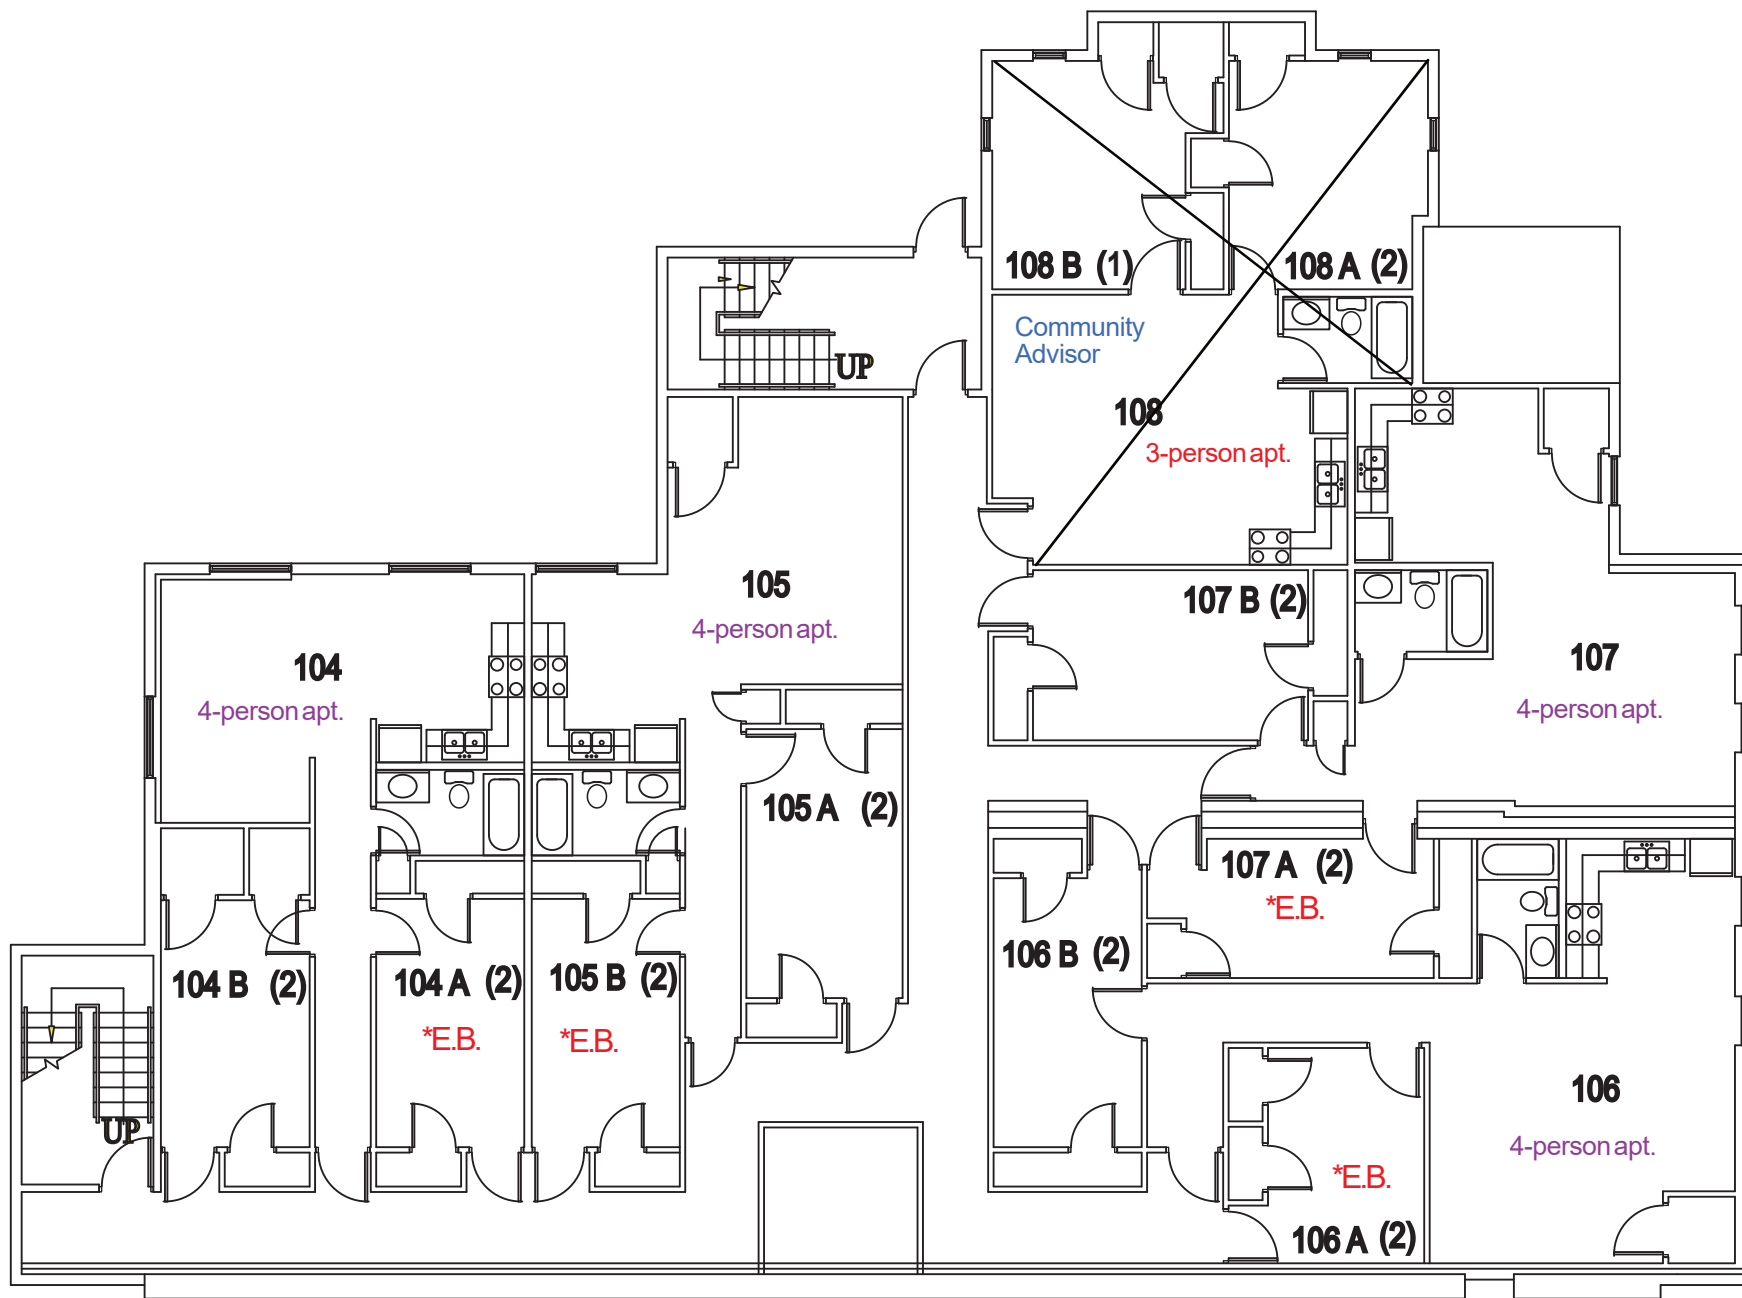 108 B (1)
108 A (2)
Community
Advisor
UP
108
3-person apt.
105
4-person apt.
107 B (2)
104
4-person apt.
107
4-person apt.
105 A (2)
107 A (2)
*E.B.
106 B (2)
104 B (2)
104 A (2)
*E.B.
105 B (2)
*E.B.
106
4-person apt.
UP
*E.B.
106 A (2)